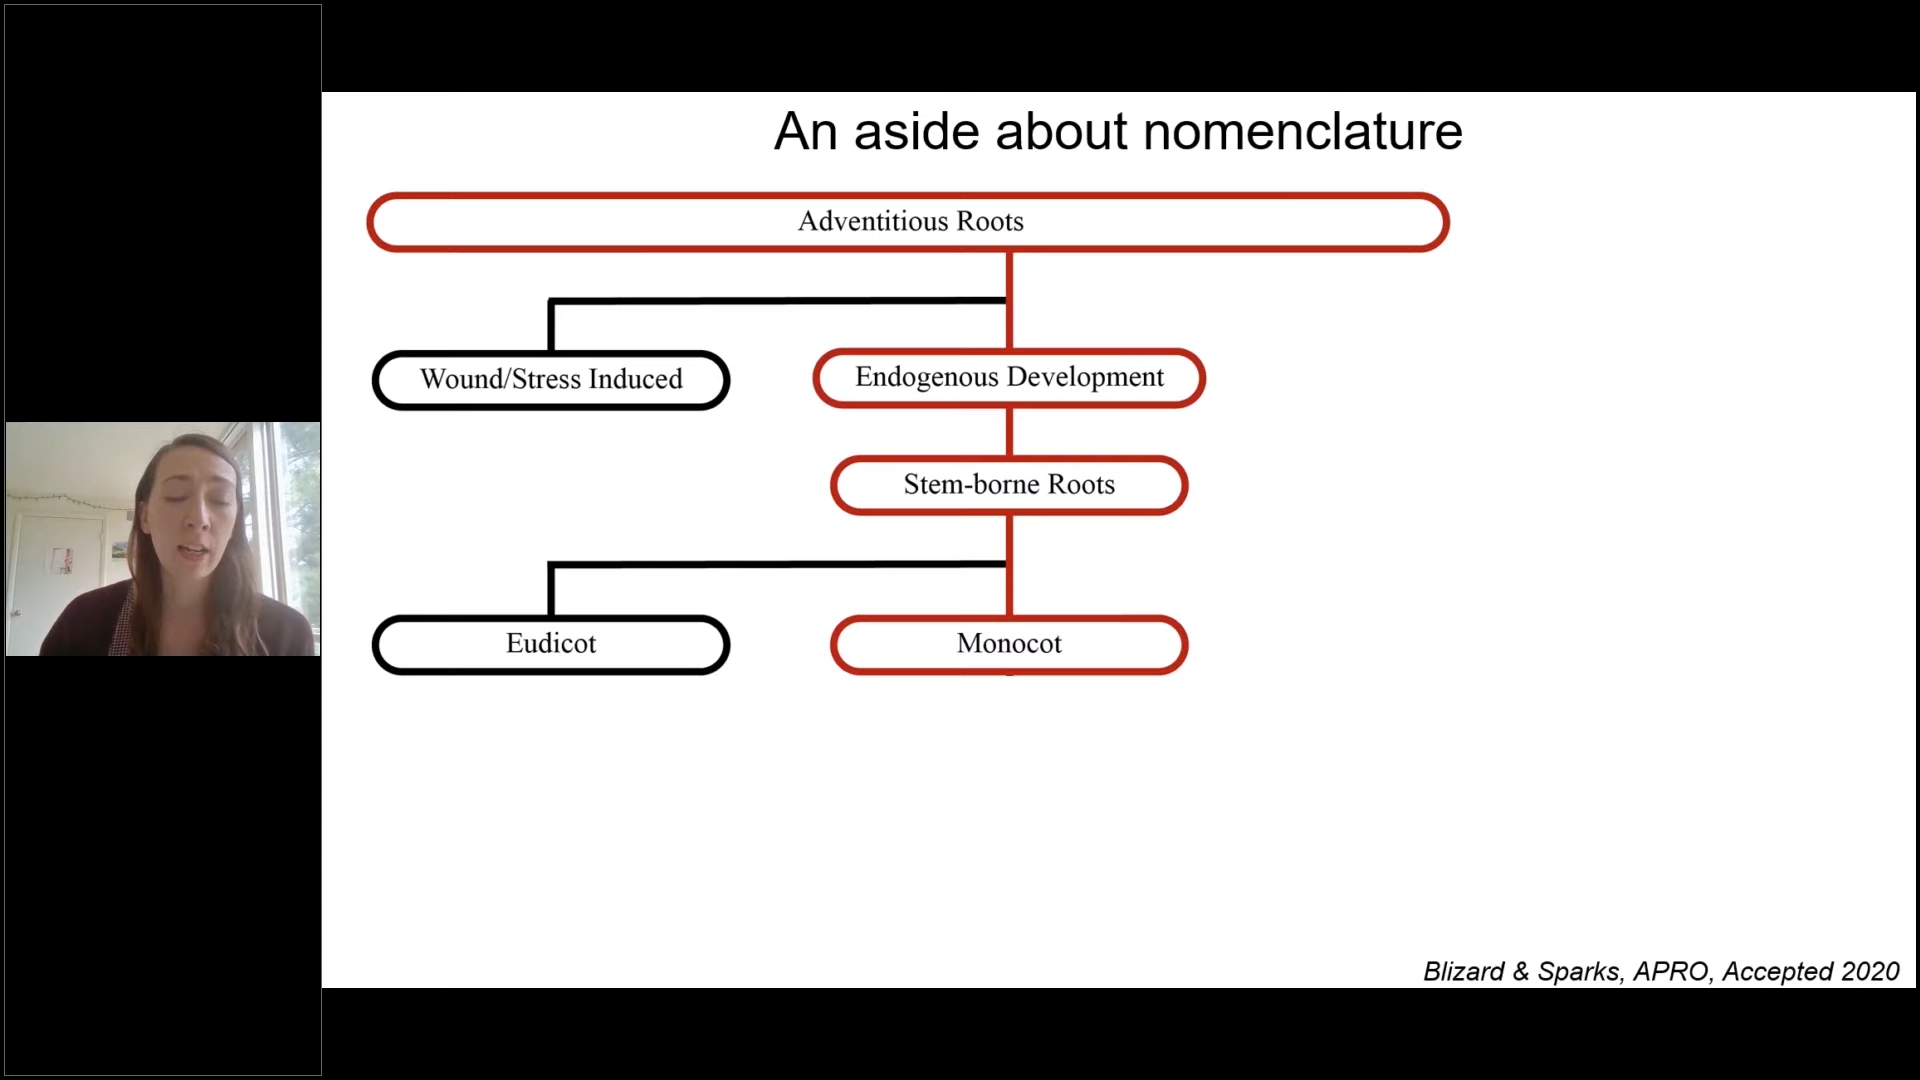 An aside about nomenclature
Adventitious Roots
Wound/Stress Induced
Endogenous Development
Stem-borne Roots
Eudicot
Monocot
Blizard & Sparks, APRO, Accepted 2020